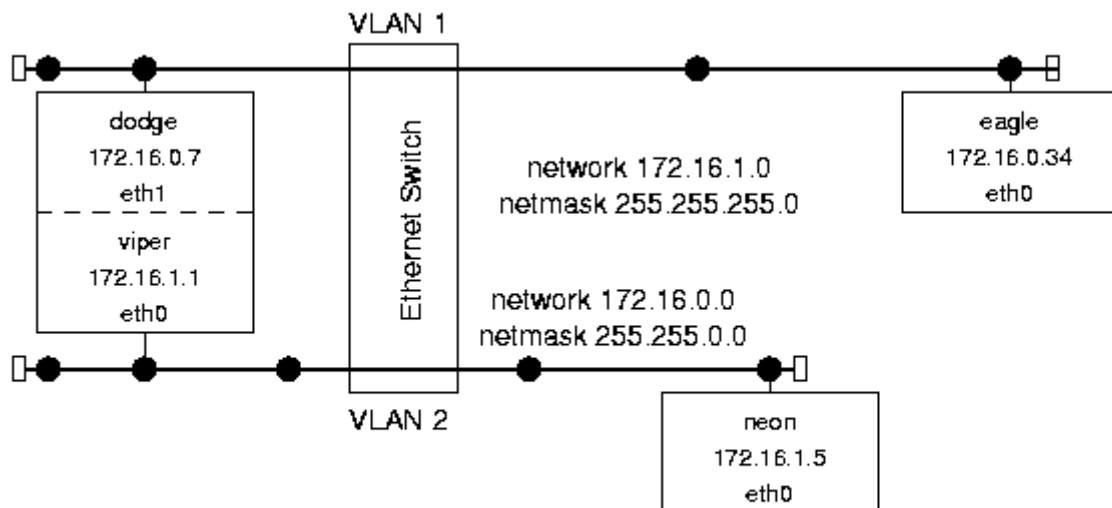 VLAN 1
dodge
172.16.0.7
eth1
viper
172.16.1.1
eth0
Ethernet Switch
network 172.16.1.0
netmask 255.255.255.0
network 172.16.0.0
netmask 255.255.0.0
eagle
172.16.0.34
eth0
VLAN 2
neon
172.16.1.5
eth0